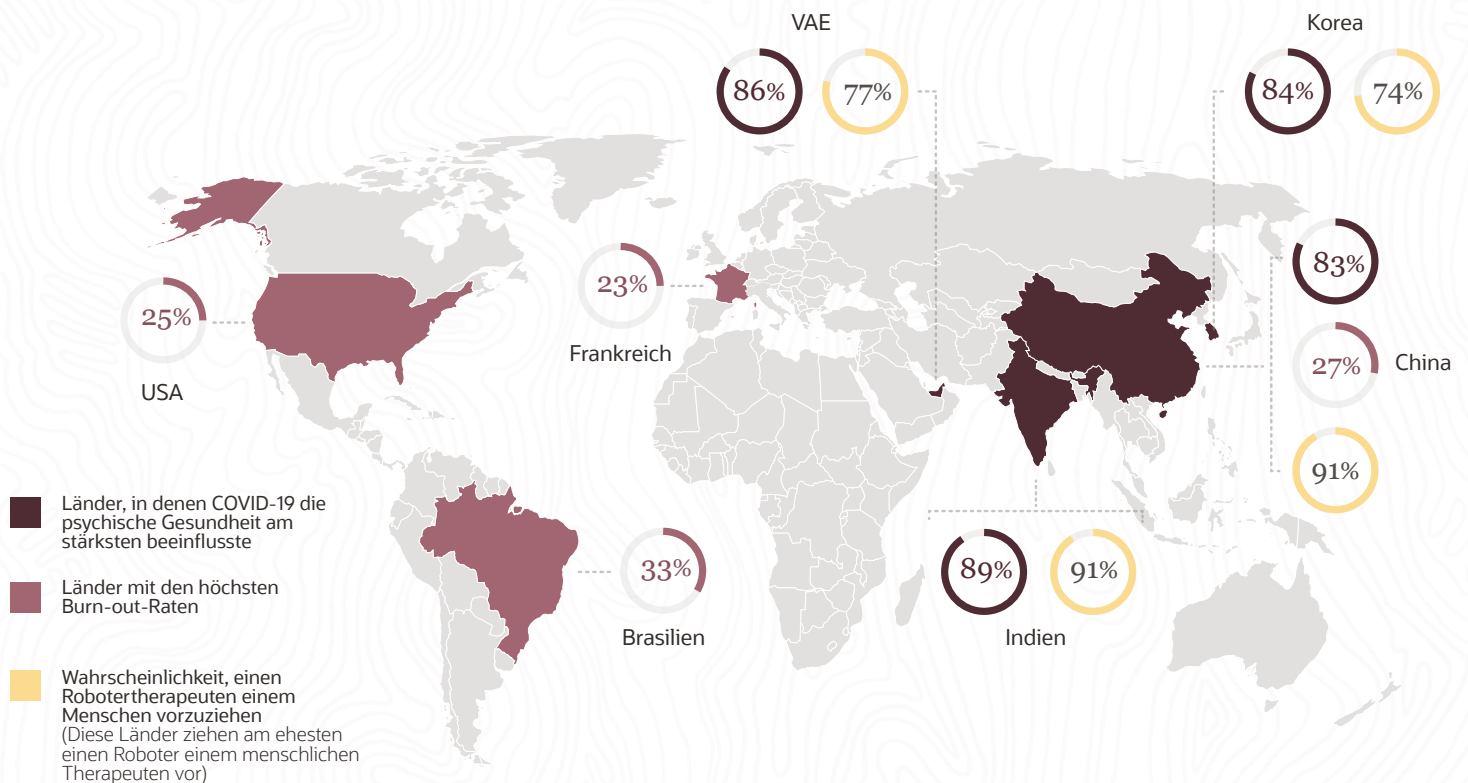 VAE
86%
77%
Korea
84%
74%
83%
27%
China
91%
23%
Frankreich
25%
USA
33%
Brasilien
89%
91%
Indien
Länder, in denen COVID-19 die
psychische Gesundheit am
stärksten beeinflusste
Länder mit den höchsten
Burn-out-Raten
Wahrscheinlichkeit, einen
Robotertherapeuten einem
Menschen vorzuziehen
(Diese Länder ziehen am ehesten
einen Roboter einem menschlichen
Therapeuten vor)